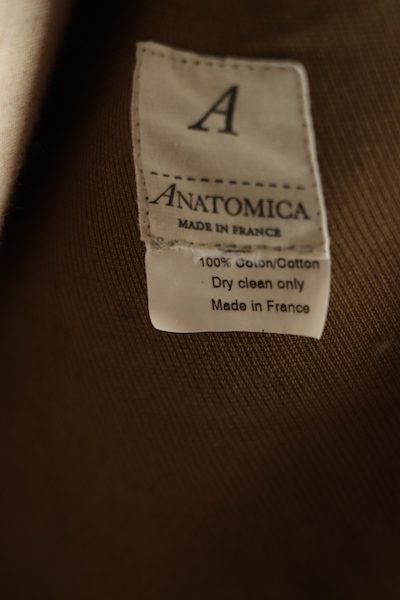 A
ANATOMICA
MADE IN FRANCE
100% Coton/Cotton
Dry clean only
Made in France